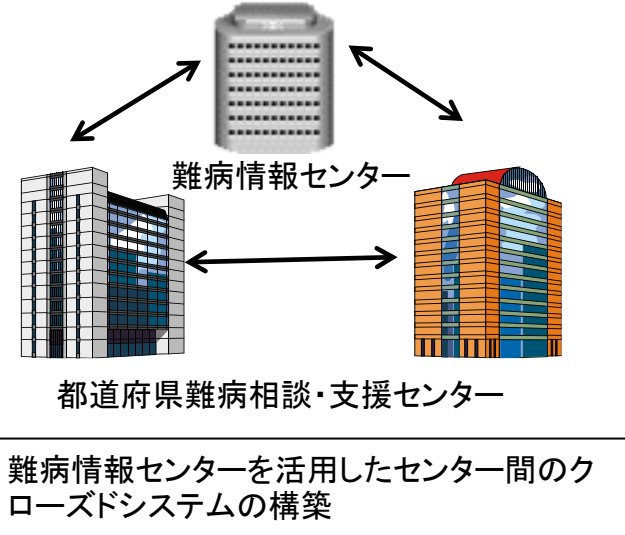 難病情報センター
都道府県難病相談・支援センター
難病情報センターを活用したセンター間のク
ローズドシステムの構築